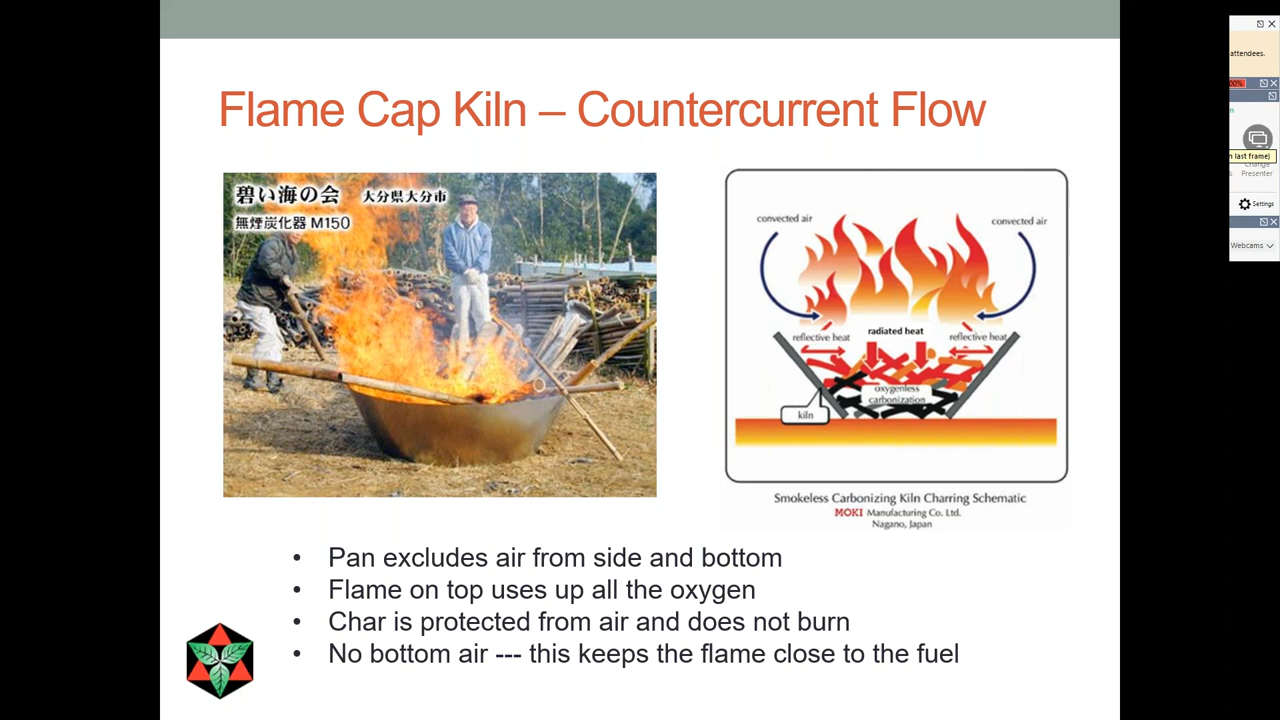 Flame Cap Kiln – Countercurrent Flow
碧い海の会 大分県大分市
無煙炭化器 M150
convected air
convected air
reflective heat
radiated heat
reflective heat
oxygenless
carbonization
kiln
Smokeless Carbonizing Kiln Charring Schematic
MOKI Manufacturing Co. Ltd.
Nagano, Japan
• Pan excludes air from side and bottom
• Flame on top uses up all the oxygen
• Char is protected from air and does not burn
• No bottom air --- this keeps the flame close to the fuel
attendees.
00%
n last frame)
Change
Presenter
Settings
Webcams